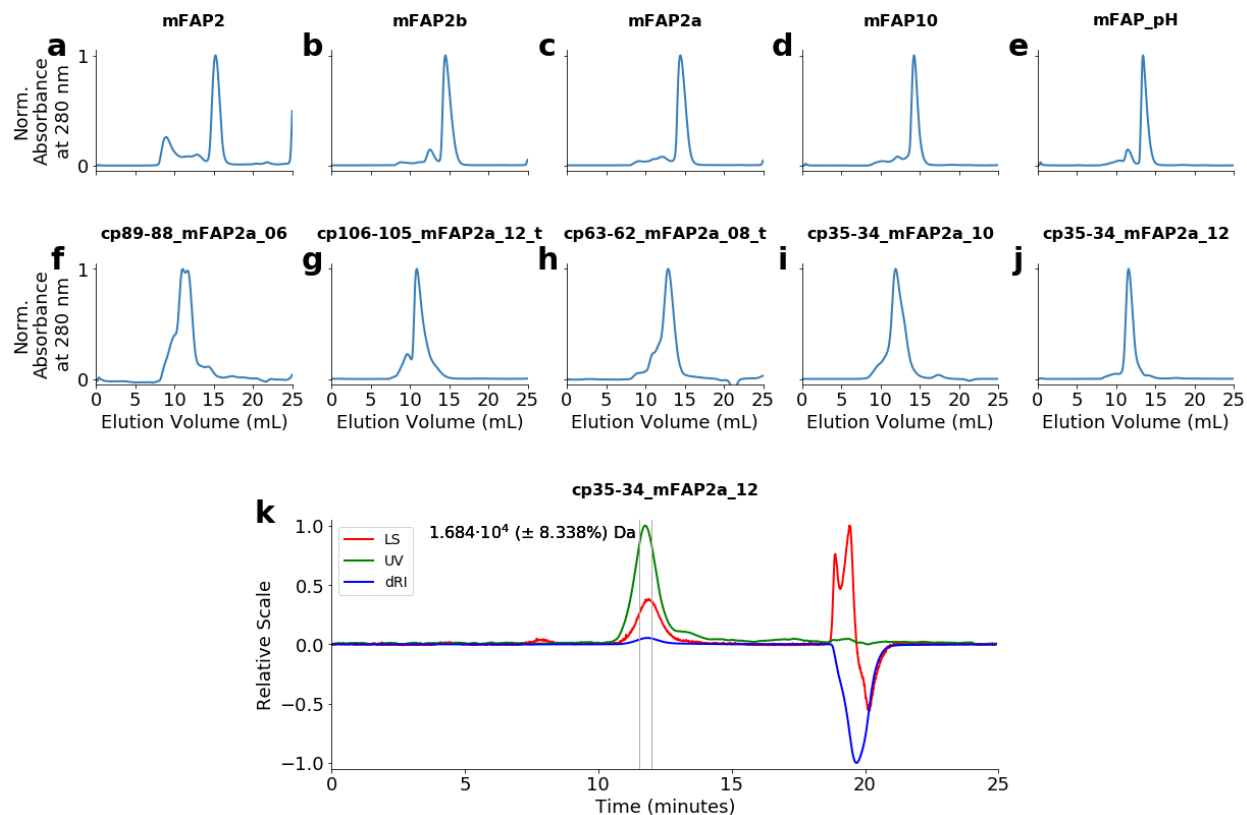 mFAP2 mFAP2b mFAP2a mFAP10 mFAP_pH
a b c d e
Norm.
Absorbance
at 280 nm
1
0
cp89-88_mFAP2a_06 cp106-105_mFAP2a_12_t cp63-62_mFAP2a_08_t cp35-34_mFAP2a_10 cp35-34_mFAP2a_12
f g h i j
Norm.
Absorbance
at 280 nm
1
0
0 5 10 15 20 25 0 5 10 15 20 25 0 5 10 15 20 25 0 5 10 15 20 25 0 5 10 15 20 25
Elution Volume (mL) Elution Volume (mL) Elution Volume (mL) Elution Volume (mL) Elution Volume (mL)
cp35-34_mFAP2a_12
k
1.684·10⁴ (± 8.338%) Da
LS
UV
dRI
Relative Scale
1.0
0.5
0.0
−0.5
−1.0
0 5 10 15 20 25
Time (minutes)